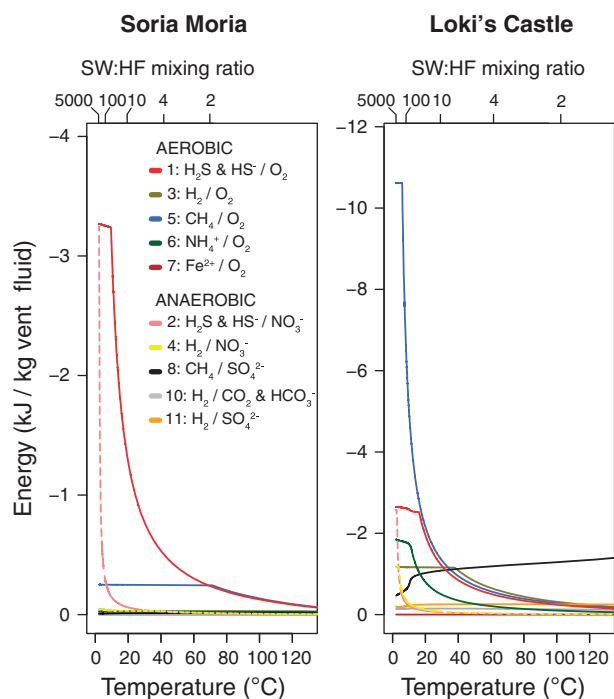 Soria Moria
Loki's Castle
SW:HF mixing ratio
SW:HF mixing ratio
5000 100 10 4 2
5000 100 10 4 2
Energy (kJ / kg vent fluid)
−4
−3
−2
−1
0
AEROBIC
1: H₂S & HS⁻ / O₂
3: H₂ / O₂
5: CH₄ / O₂
6: NH₄⁺ / O₂
7: Fe²⁺ / O₂
ANAEROBIC
2: H₂S & HS⁻ / NO₃⁻
4: H₂ / NO₃⁻
8: CH₄ / SO₄²⁻
10: H₂ / CO₂ & HCO₃⁻
11: H₂ / SO₄²⁻
−12
−10
−8
−6
−4
−2
0
0 20 40 60 80 100 120
0 20 40 60 80 100 120
Temperature (°C)
Temperature (°C)